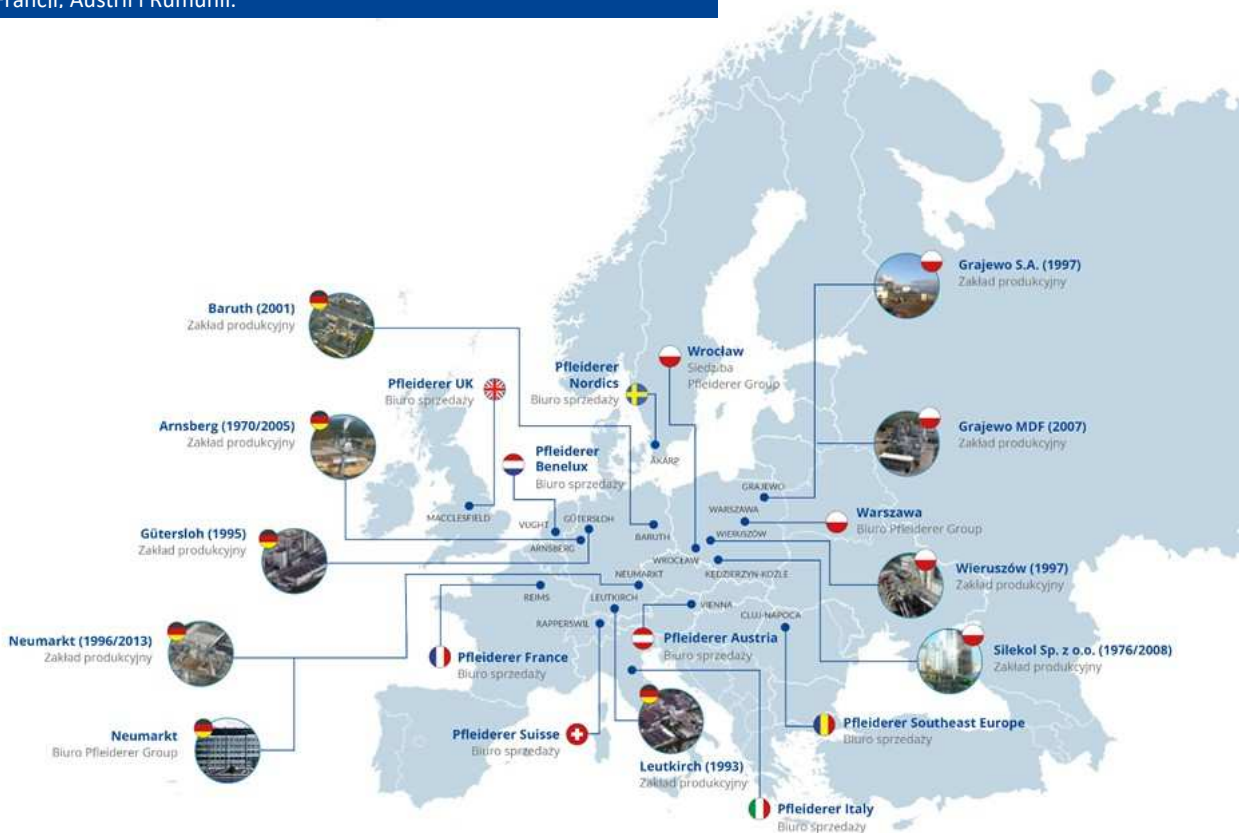 Francji, Austrii i Rumunii.
Grajewo S.A. (1997)
Zakład produkcyjny
Baruth (2001)
Zakład produkcyjny
Wrocław
Siedziba
Pfleiderer Group
Pfleiderer
Nordics
Biuro sprzedaży
Pfleiderer UK
Biuro sprzedaży
Arnsberg (1970/2005)
Zakład produkcyjny
Grajewo MDF (2007)
Zakład produkcyjny
Pfleiderer
Benelux
Biuro sprzedaży
ÅKARP
GRAJEWO
MACCLESFIELD
VUGHT
GÜTERSLOH
WARSZAWA
Warszawa
Biuro Pfleiderer Group
Gütersloh (1995)
Zakład produkcyjny
ARNSBERG
BARUTH
WIERUSZÓW
WROCŁAW
KĘDZIERZYN-KOŹLE
Wieruszów (1997)
Zakład produkcyjny
NEUMARKT
REIMS
LEUTKIRCH
VIENNA
CLUJ-NAPOCA
RAPPERSWIL
Neumarkt (1996/2013)
Zakład produkcyjny
Pfleiderer France
Biuro sprzedaży
Pfleiderer Austria
Biuro sprzedaży
Silekol Sp. z o.o. (1976/2008)
Zakład produkcyjny
Neumarkt
Biuro Pfleiderer Group
Pfleiderer Suisse
Biuro sprzedaży
Pfleiderer Southeast Europe
Biuro sprzedaży
Leutkirch (1993)
Zakład produkcyjny
Pfleiderer Italy
Biuro sprzedaży